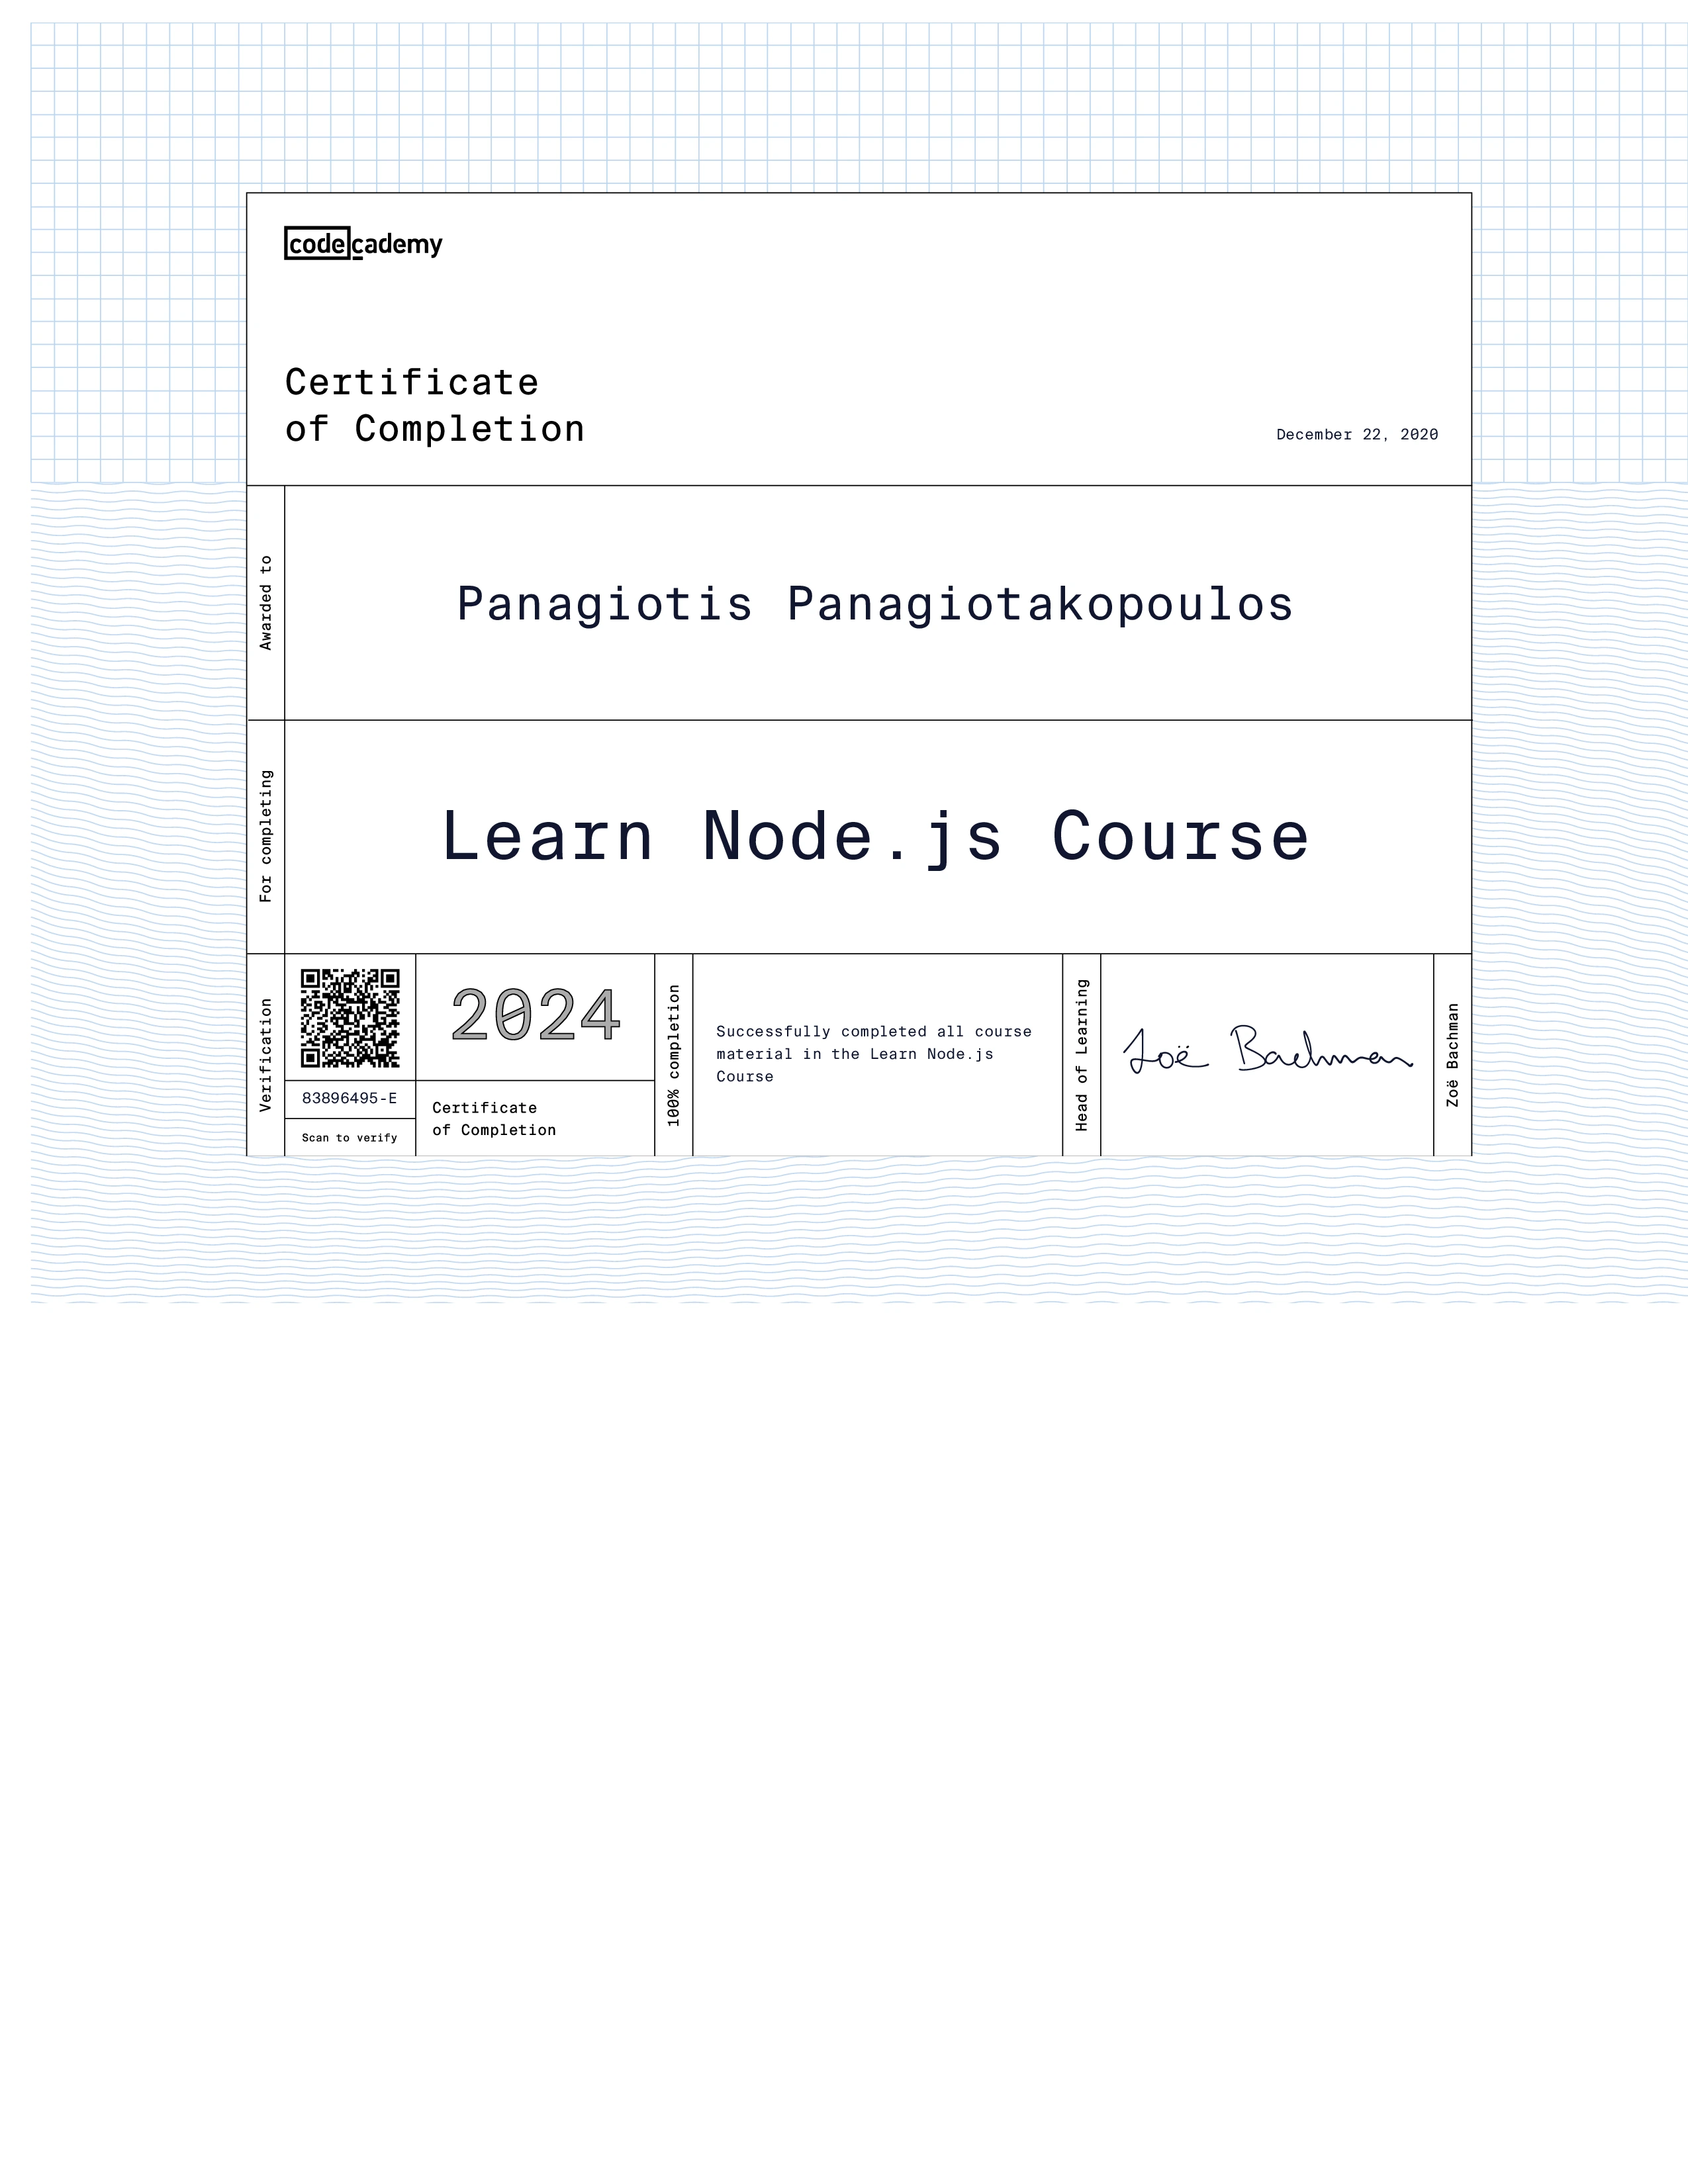 codecademy
Certificate
of Completion
December 22, 2020
Awarded to
Panagiotis Panagiotakopoulos
For completing
Learn Node.js Course
Verification
83896495-E
Scan to verify
2024
Certificate
of Completion
100% completion
Successfully completed all course
material in the Learn Node.js
Course
Head of Learning
Zoë Bachman
Zoë Bachman